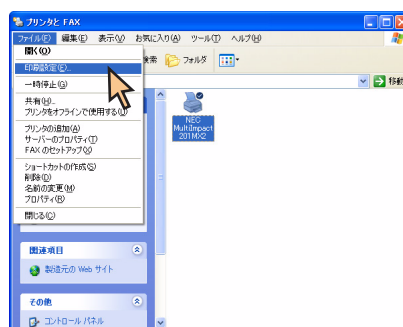 プリンタと FAX
ファイル(F) 編集(E) 表示(V) お気に入り(A) ツール(T) ヘルプ(H)
開く(O)
印刷設定(E)...
検索 フォルダ
一時停止(G)
移動
共有(H)...
プリンタをオフラインで使用する(U)
プリンタの追加(A)
サーバーのプロパティ(T)
FAX のセットアップ(X)
ショートカットの作成(S)
削除(D)
名前の変更(M)
プロパティ(R)
閉じる(C)
NEC
MultiImpact
201MX2
関連項目
製造元の Web サイト
その他
コントロール パネル